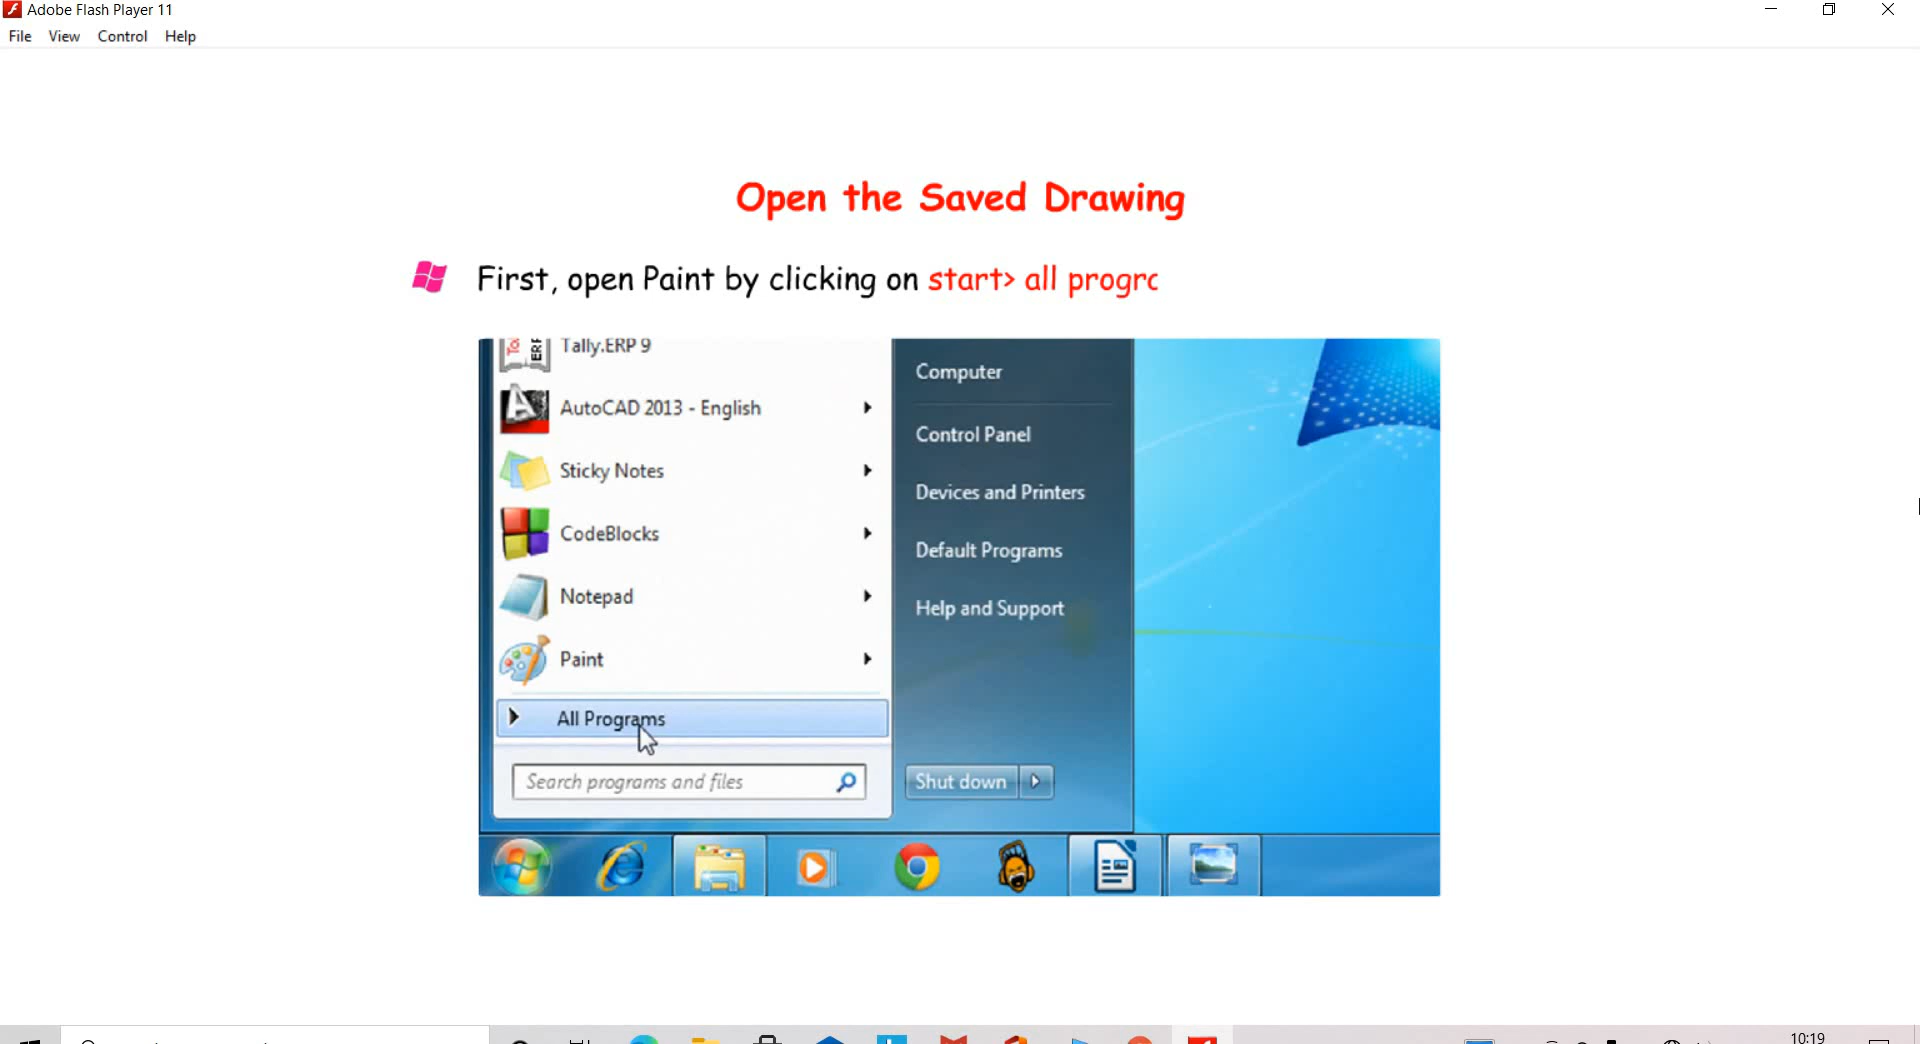 Adobe Flash Player 11
File View Control Help
Open the Saved Drawing
First, open Paint by clicking on start> all progr
Tally.ERP 9
AutoCAD 2013 - English
Sticky Notes
CodeBlocks
Notepad
Paint
All Programs
Search programs and files
Computer
Control Panel
Devices and Printers
Default Programs
Help and Support
Shut down
10:19